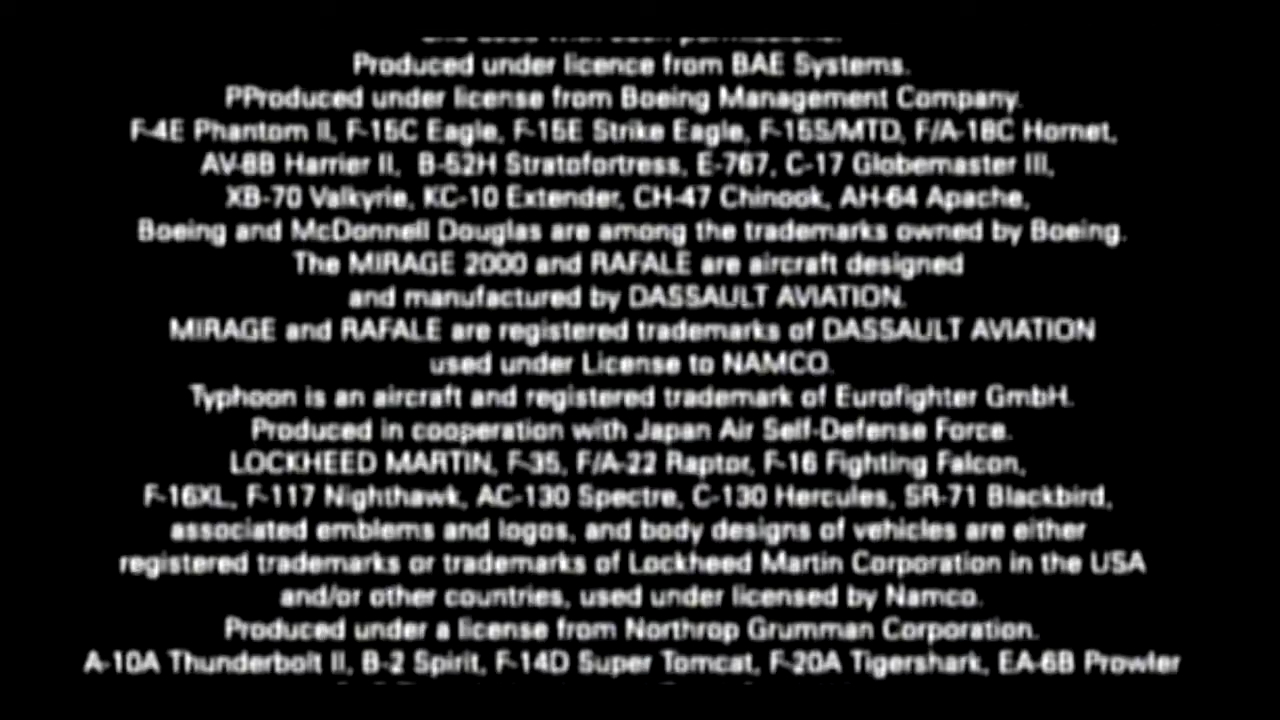 Produced under licence from BAE Systems.
PProduced under license from Boeing Management Company.
F-4E Phantom II, F-15C Eagle, F-15E Strike Eagle, F-15S/MTD, F/A-18C Hornet,
AV-8B Harrier II, B-52H Stratofortress, E-767, C-17 Globemaster III,
XB-70 Valkyrie, KC-10 Extender, CH-47 Chinook, AH-64 Apache,
Boeing and McDonnell Douglas are among the trademarks owned by Boeing.
The MIRAGE 2000 and RAFALE are aircraft designed
and manufactured by DASSAULT AVIATION.
MIRAGE and RAFALE are registered trademarks of DASSAULT AVIATION
used under License to NAMCO.
Typhoon is an aircraft and registered trademark of Eurofighter GmbH.
Produced in cooperation with Japan Air Self-Defense Force.
LOCKHEED MARTIN, F-35, F/A-22 Raptor, F-16 Fighting Falcon,
F-16XL, F-117 Nighthawk, AC-130 Spectre, C-130 Hercules, SR-71 Blackbird,
associated emblems and logos, and body designs of vehicles are either
registered trademarks or trademarks of Lockheed Martin Corporation in the USA
and/or other countries, used under licensed by Namco.
Produced under a license from Northrop Grumman Corporation.
A-10A Thunderbolt II, B-2 Spirit, F-14D Super Tomcat, F-20A Tigershark, EA-6B Prowler